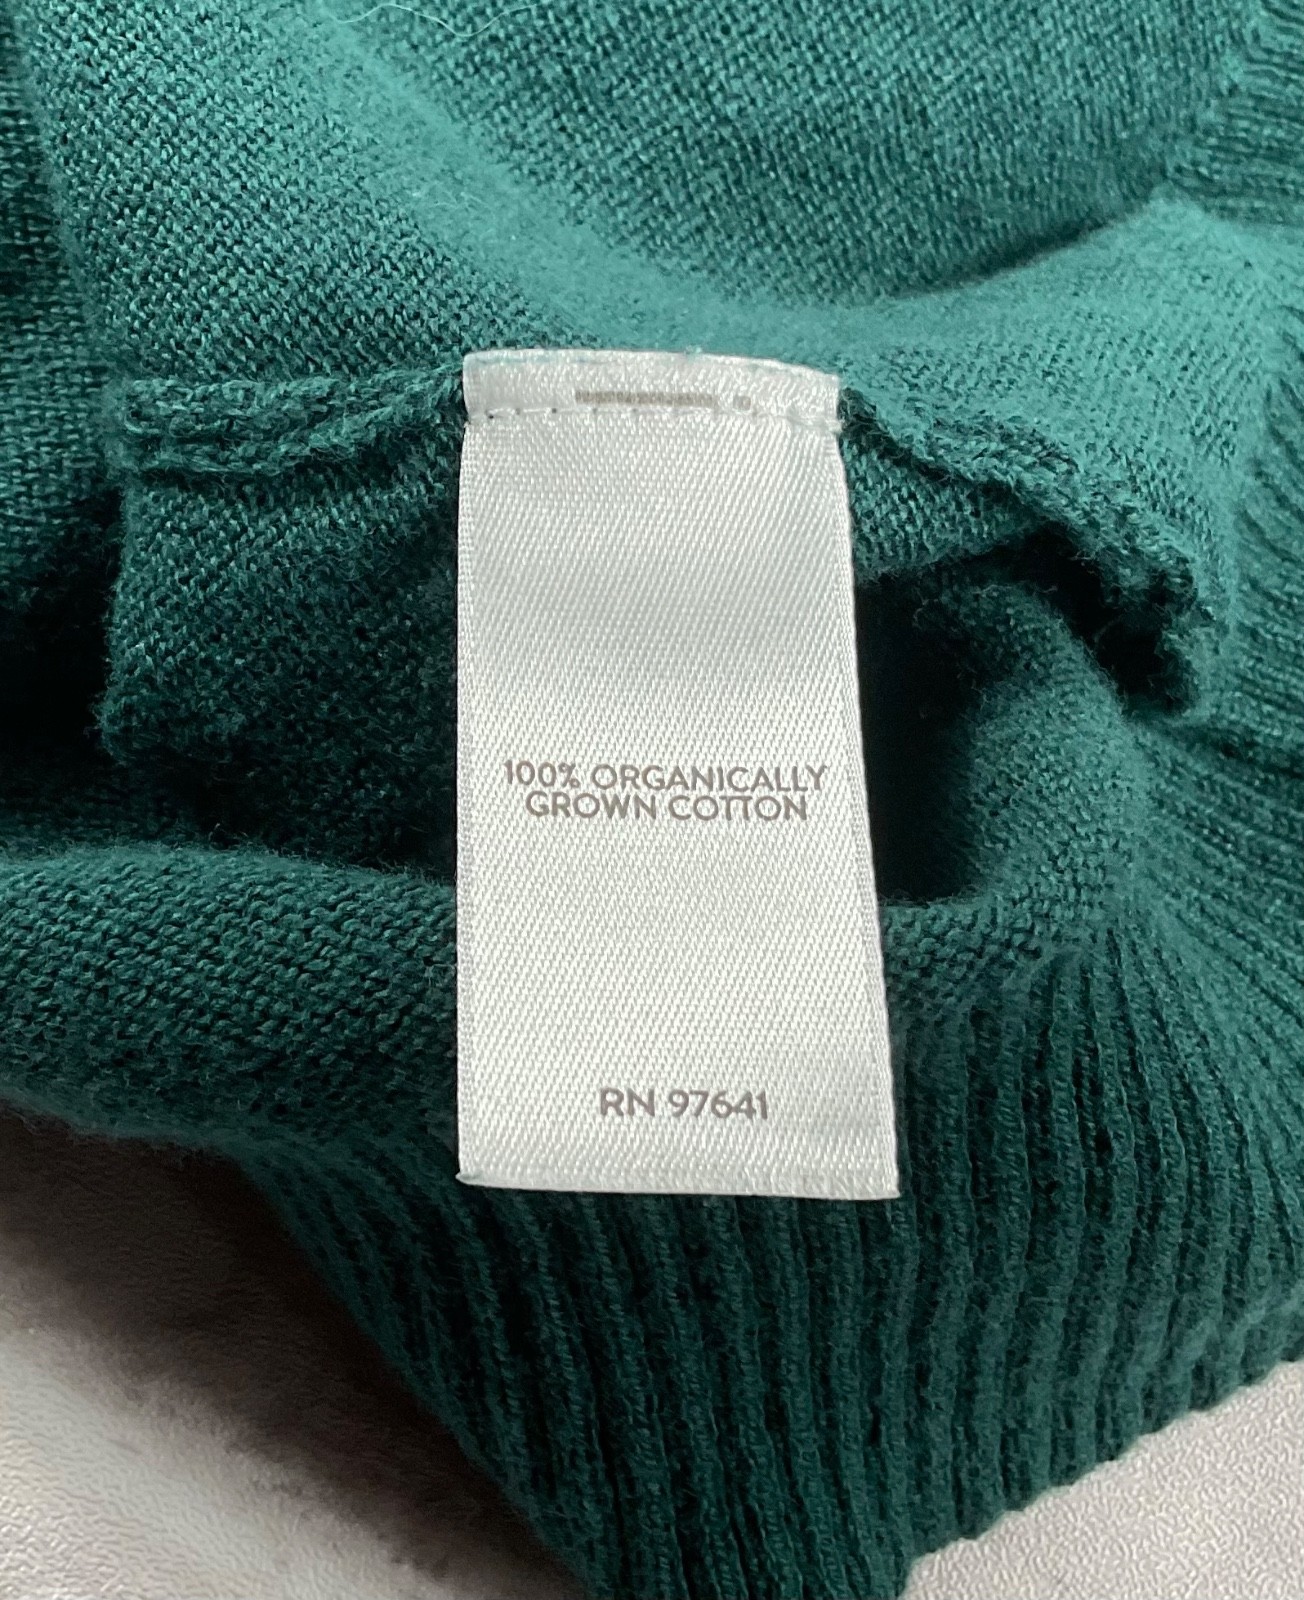 100% ORGANICALLY
GROWN COTTON
RN 97641